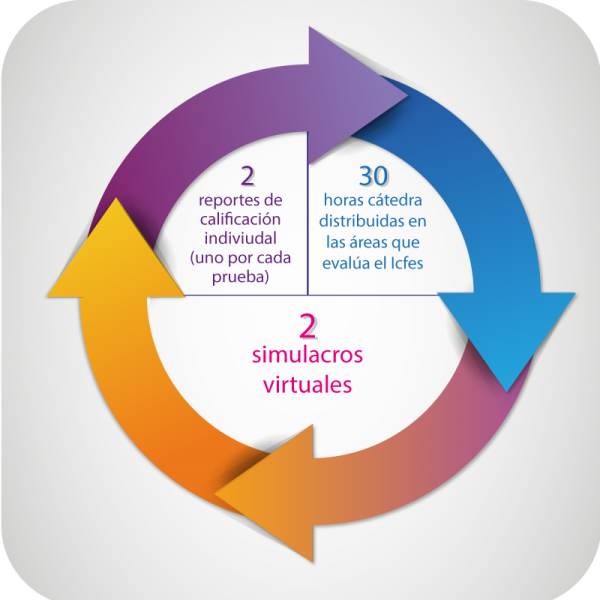 2
reportes de
calificación
indiviudal
(uno por cada
prueba)
30
horas cátedra
distribuidas en
las áreas que
evalúa el Icfes
2
simulacros
virtuales